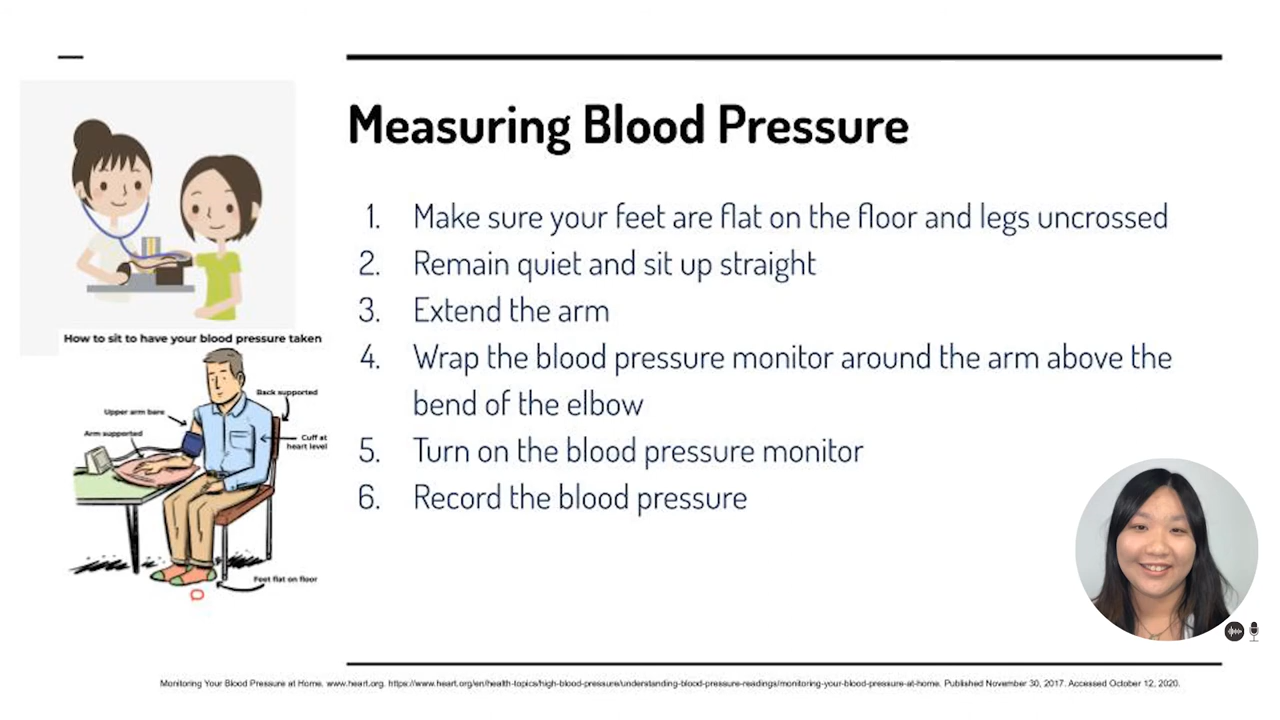 Measuring Blood Pressure
1. Make sure your feet are flat on the floor and legs uncrossed
2. Remain quiet and sit up straight
3. Extend the arm
4. Wrap the blood pressure monitor around the arm above the
bend of the elbow
5. Turn on the blood pressure monitor
6. Record the blood pressure
How to sit to have your blood pressure taken
Back supported
Upper arm bare
Arm supported
Cuff at
heart level
Feet flat on floor
Monitoring Your Blood Pressure at Home. www.heart.org. https://www.heart.org/en/health-topics/high-blood-pressure/understanding-blood-pressure-readings/monitoring-your-blood-pressure-at-home. Published November 30, 2017. Accessed October 12, 2020.